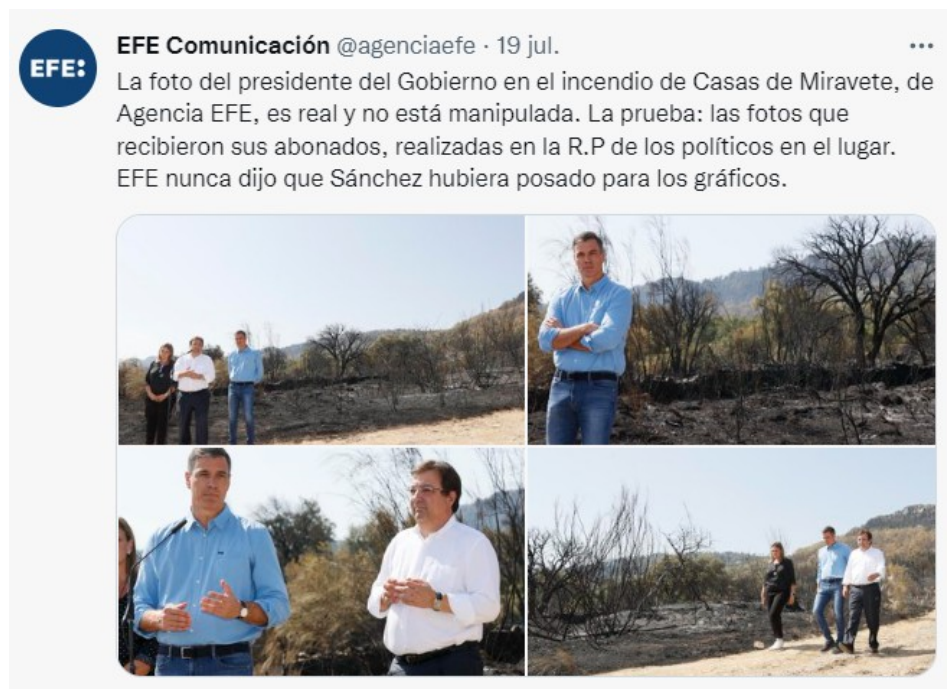 EFE:
EFE Comunicación @agenciaefe · 19 jul.
La foto del presidente del Gobierno en el incendio de Casas de Miravete, de
Agencia EFE, es real y no está manipulada. La prueba: las fotos que
recibieron sus abonados, realizadas en la R.P de los políticos en el lugar.
EFE nunca dijo que Sánchez hubiera posado para los gráficos.